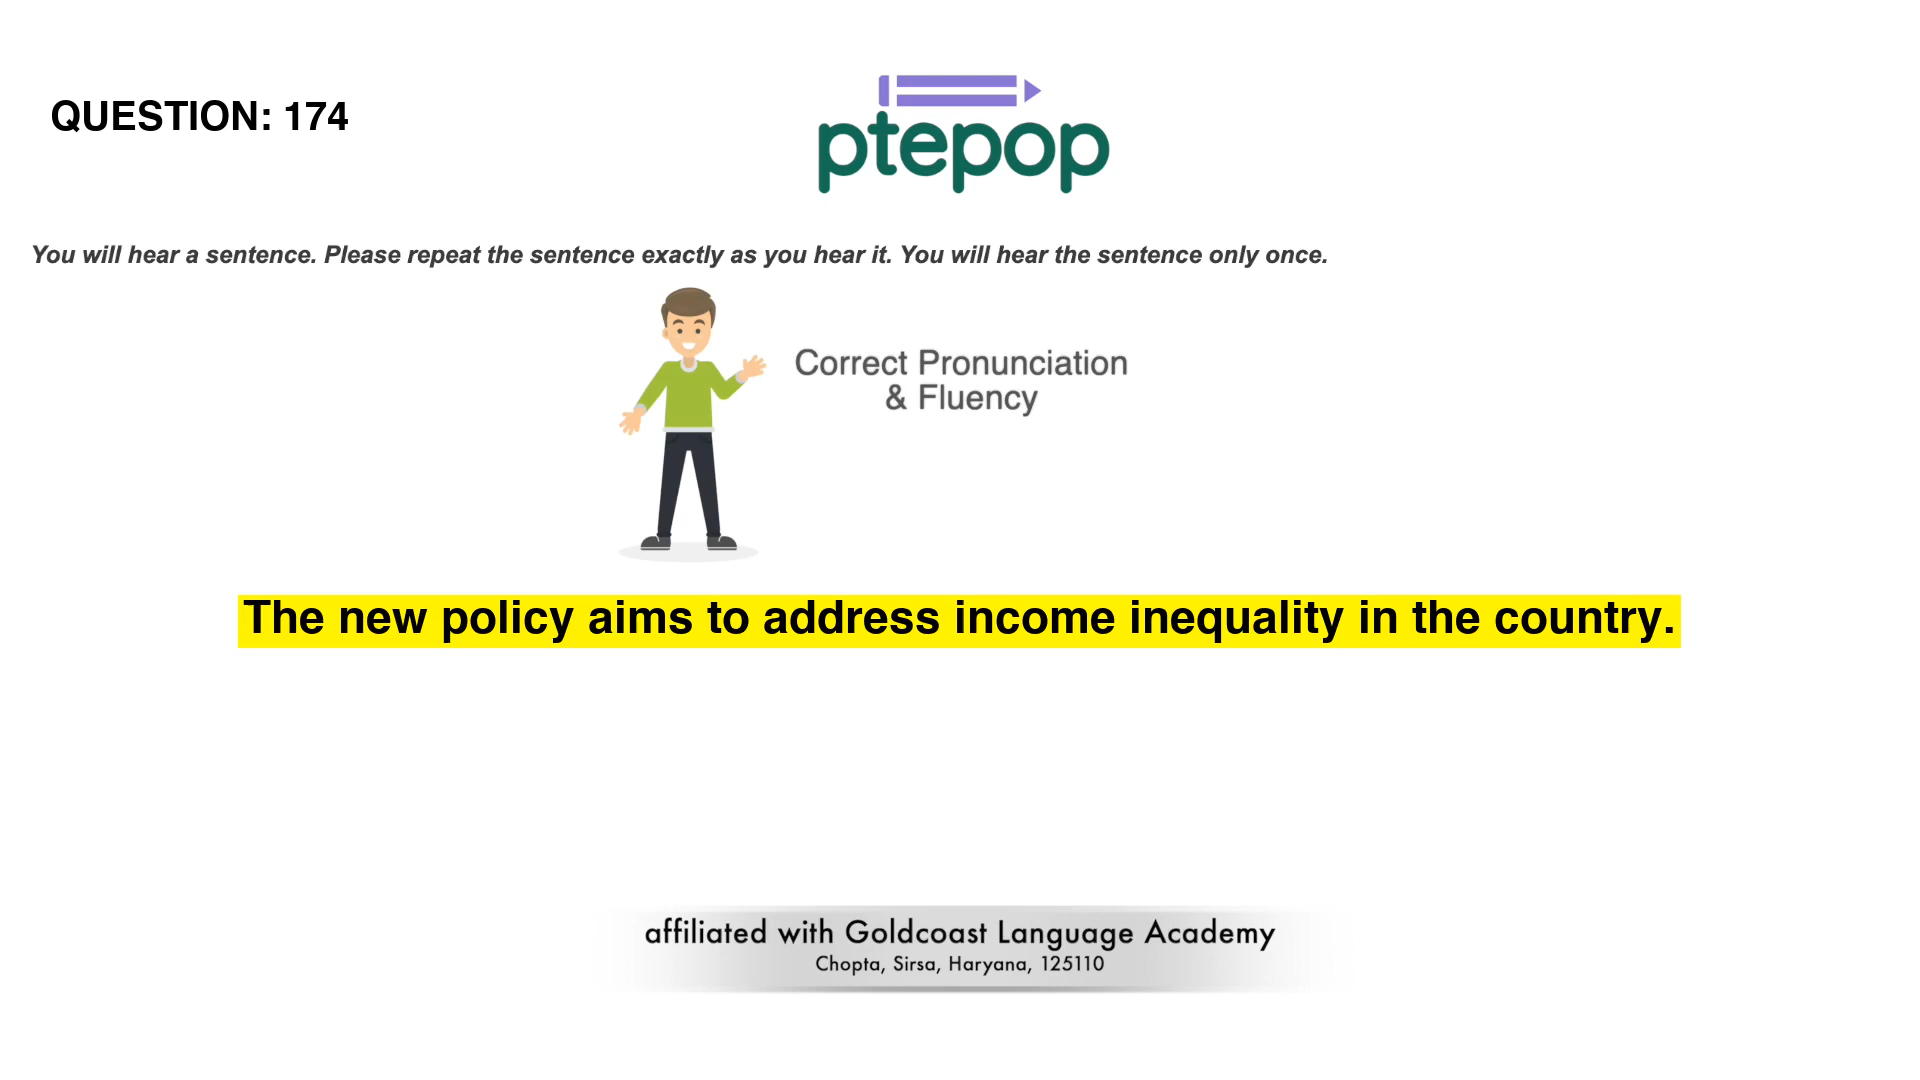 QUESTION: 174
ptepop
You will hear a sentence. Please repeat the sentence exactly as you hear it. You will hear the sentence only once.
Correct Pronunciation
& Fluency
The new policy aims to address income inequality in the country.
affiliated with Goldcoast Language Academy
Chopta, Sirsa, Haryana, 125110